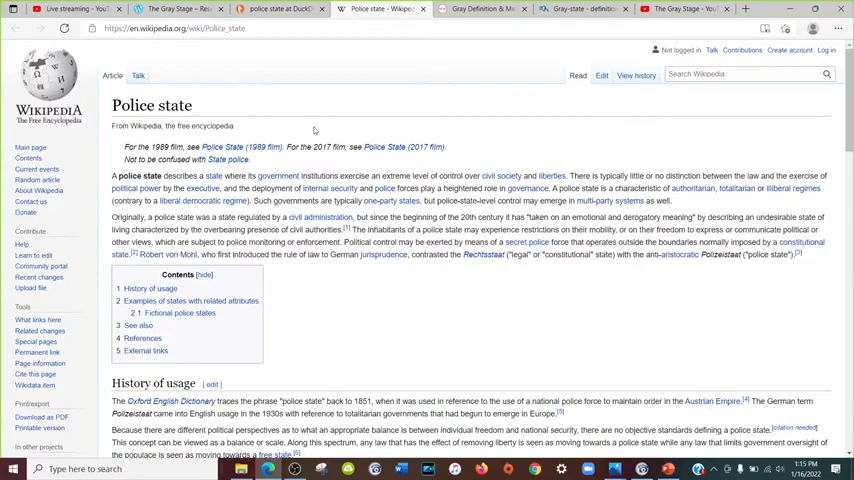 Live streaming - YouT
The Gray Stage – Rese
police state at DuckD
Police state - Wikiped
Gray Definition & Me
Gray-state - definition
The Gray Stage - YouT
https://en.wikipedia.org/wiki/Police_state
Not logged in Talk Contributions Create account Log in
Article Talk
Read Edit View history
Search Wikipedia
WIKIPEDIA
The Free Encyclopedia
Main page
Contents
Current events
Random article
About Wikipedia
Contact us
Donate
Contribute
Help
Learn to edit
Community portal
Recent changes
Upload file
Tools
What links here
Related changes
Special pages
Permanent link
Page information
Cite this page
Wikidata item
Print/export
Download as PDF
Printable version
In other projects
Police state
From Wikipedia, the free encyclopedia
For the 1989 film, see Police State (1989 film). For the 2017 film, see Police State (2017 film).
Not to be confused with State police.
A police state describes a state where its government institutions exercise an extreme level of control over civil society and liberties. There is typically little or no distinction between the law and the exercise of
political power by the executive, and the deployment of internal security and police forces play a heightened role in governance. A police state is a characteristic of authoritarian, totalitarian or illiberal regimes
(contrary to a liberal democratic regime). Such governments are typically one-party states, but police-state-level control may emerge in multi-party systems as well.
Originally, a police state was a state regulated by a civil administration, but since the beginning of the 20th century it has "taken on an emotional and derogatory meaning" by describing an undesirable state of
living characterized by the overbearing presence of civil authorities.[1] The inhabitants of a police state may experience restrictions on their mobility, or on their freedom to express or communicate political or
other views, which are subject to police monitoring or enforcement. Political control may be exerted by means of a secret police force that operates outside the boundaries normally imposed by a constitutional
state.[2] Robert von Mohl, who first introduced the rule of law to German jurisprudence, contrasted the Rechtsstaat ("legal" or "constitutional" state) with the anti-aristocratic Polizeistaat ("police state").[3]
Contents [hide]
1 History of usage
2 Examples of states with related attributes
2.1 Fictional police states
3 See also
4 References
5 External links
History of usage [ edit ]
The Oxford English Dictionary traces the phrase "police state" back to 1851, when it was used in reference to the use of a national police force to maintain order in the Austrian Empire.[4] The German term
Polizeistaat came into English usage in the 1930s with reference to totalitarian governments that had begun to emerge in Europe.[5]
Because there are different political perspectives as to what an appropriate balance is between individual freedom and national security, there are no objective standards defining a police state.[citation needed]
This concept can be viewed as a balance or scale. Along this spectrum, any law that has the effect of removing liberty is seen as moving towards a police state while any law that limits government oversight of
the populace is seen as moving towards a free state.[6]
Type here to search
1:15 PM
1/16/2022